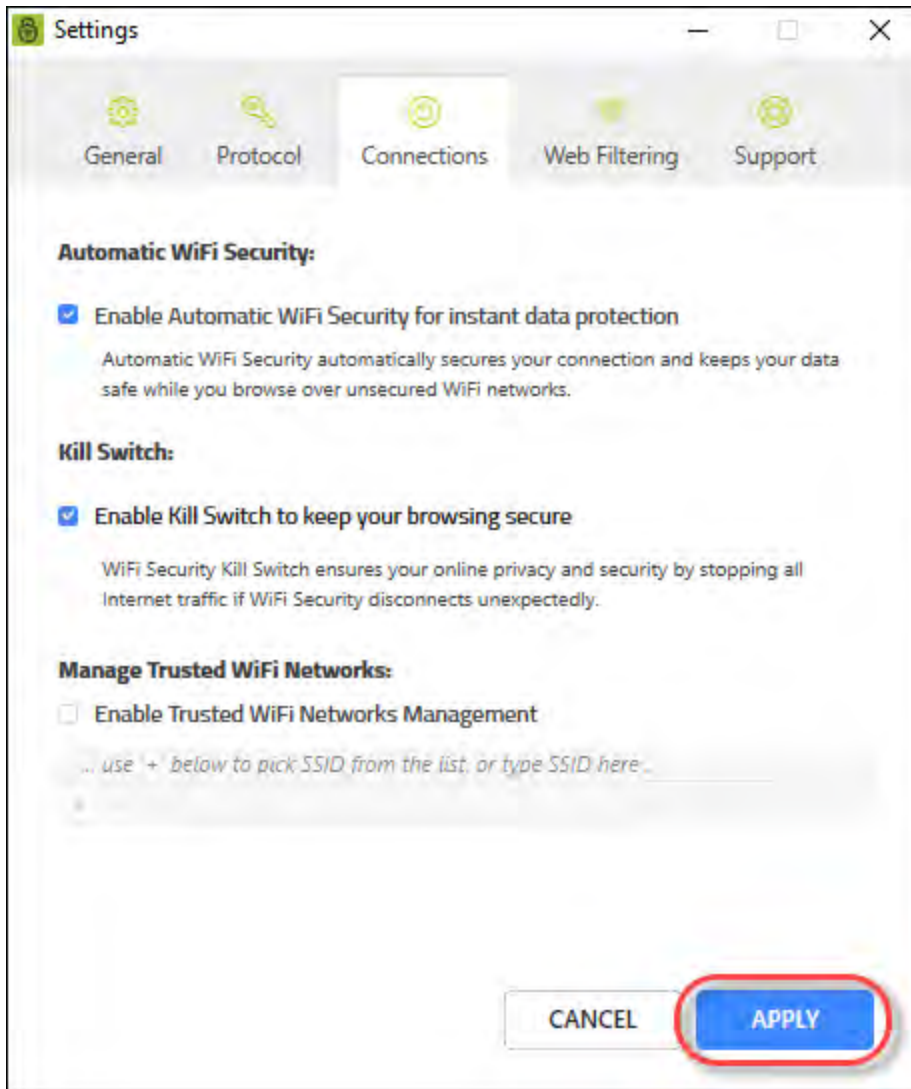 Settings
General Protocol Connections Web Filtering Support
Automatic WiFi Security:
Enable Automatic WiFi Security for instant data protection
Automatic WiFi Security automatically secures your connection and keeps your data
safe while you browse over unsecured WiFi networks.
Kill Switch:
Enable Kill Switch to keep your browsing secure
WiFi Security Kill Switch ensures your online privacy and security by stopping all
Internet traffic if WiFi Security disconnects unexpectedly.
Manage Trusted WiFi Networks:
Enable Trusted WiFi Networks Management
... use '+' below to pick SSID from the list, or type SSID here ...
+
CANCEL APPLY